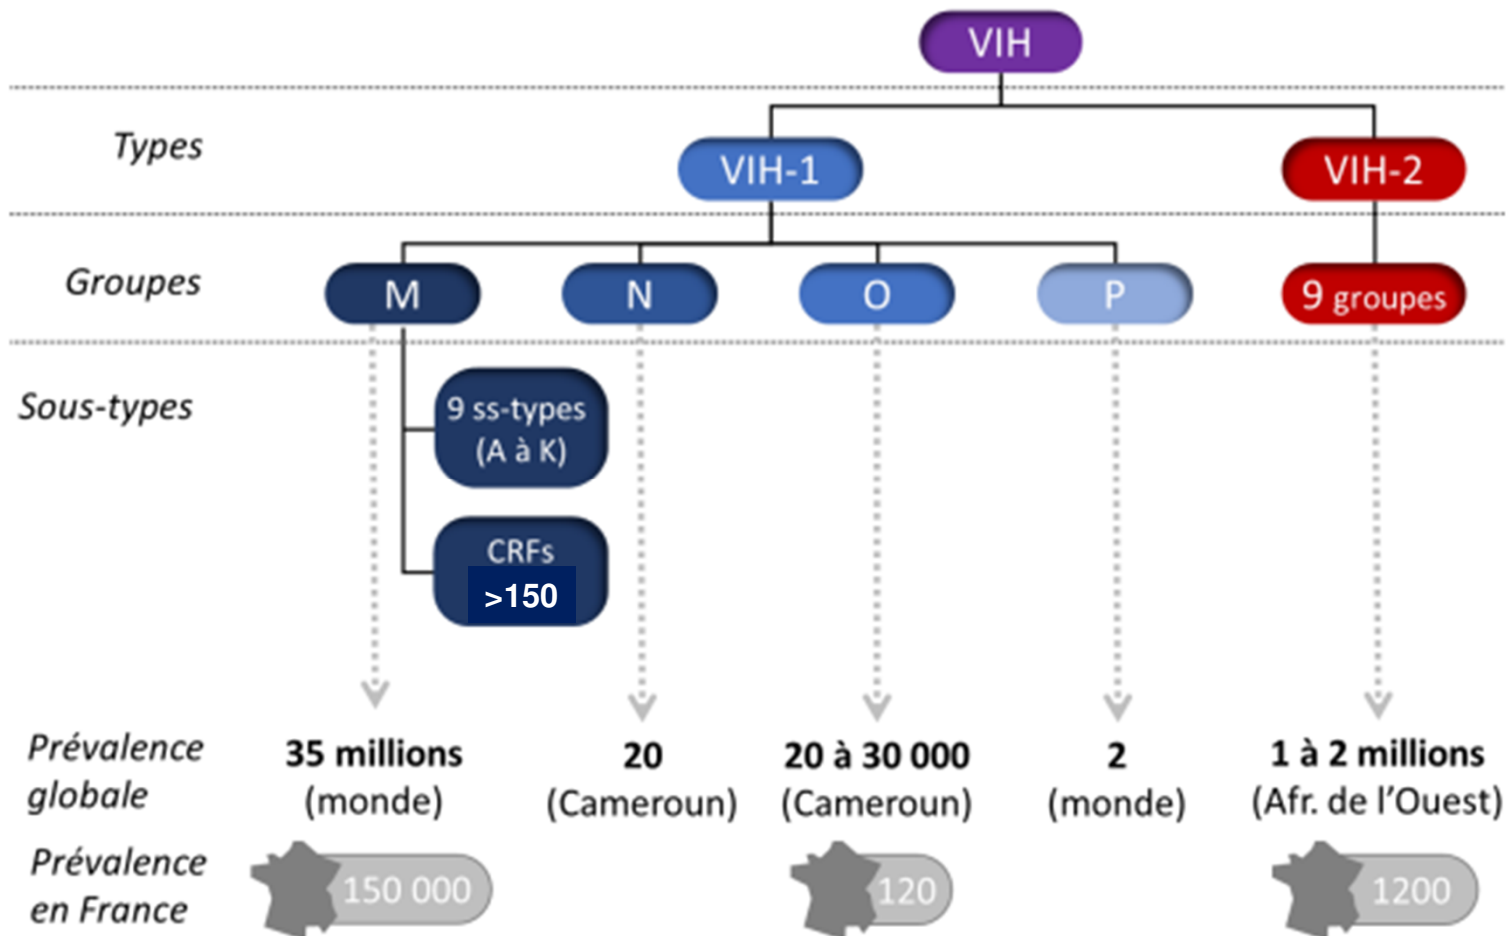 VIH
Types
VIH-1
VIH-2
Groupes
M
N
O
P
9 groupes
Sous-types
9 ss-types
(A à K)
CRFs
>150
Prévalence
globale
35 millions
(monde)
20
(Cameroun)
20 à 30 000
(Cameroun)
2
(monde)
1 à 2 millions
(Afr. de l'Ouest)
Prévalence
en France
150 000
120
1200